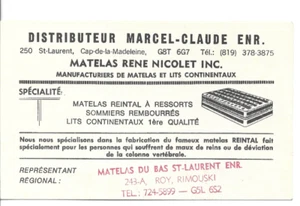 DISTRIBUTEUR MARCEL-CLAUDE ENR.
250 St-Laurent, Cap-de-la-Madeleine, G8T 6G7 Tél.: (819) 378-3875
MATELAS RENE NICOLET INC.
MANUFACTURIERS DE MATELAS ET LITS CONTINENTAUX
SPÉCIALITÉ:
MATELAS REINTAL À RESSORTS
SOMMIERS REMBOURRÉS
LITS CONTINENTAUX 1ère QUALITÉ
Nous nous spécialisons dans la fabrication du fameux matelas REINTAL fait
spécialement pour les personnes qui souffrent de maux de reins ou de déviation
de la colonne vertébrale.
REPRÉSENTANT
RÉGIONAL:
MATELAS DU BAS ST-LAURENT ENR.
243-A, ROY, RIMOUSKI
TEL.: 724-5899 — G5L 6S2